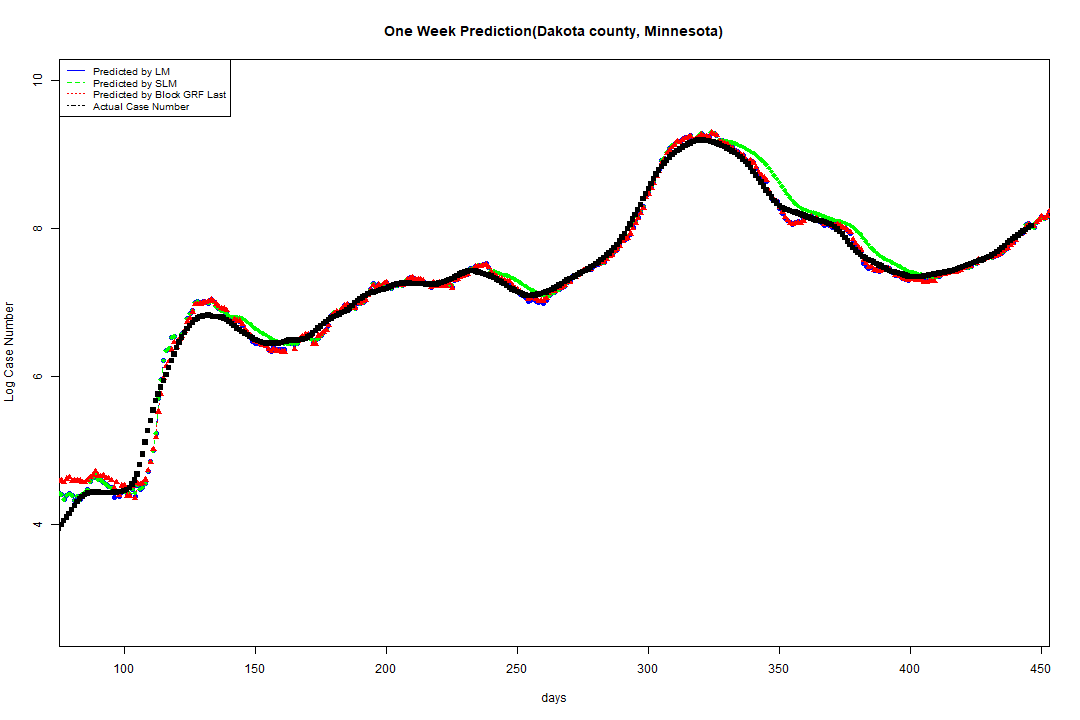 One Week Prediction(Dakota county, Minnesota)
Predicted by LM
Predicted by SLM
Predicted by Block GRF Last
Actual Case Number
10
8
6
4
Log Case Number
100 150 200 250 300 350 400 450
days